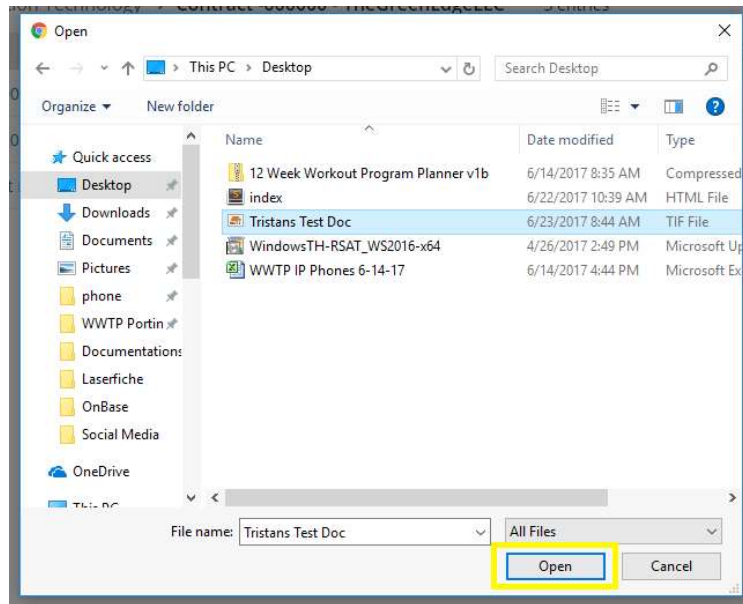 Open
This PC > Desktop
Search Desktop
Organize New folder
Name Date modified Type
Quick access
Desktop
Downloads
Documents
Pictures
phone
WWTP Portin
Documentations
Laserfiche
OnBase
Social Media
OneDrive
This PC
12 Week Workout Program Planner v1b 6/14/2017 8:35 AM Compressed
index 6/22/2017 10:39 AM HTML File
Tristans Test Doc 6/23/2017 8:44 AM TIF File
WindowsTH-RSAT_WS2016-x64 4/26/2017 2:49 PM Microsoft Up
WWTP IP Phones 6-14-17 6/14/2017 4:44 PM Microsoft Ex
File name: Tristans Test Doc All Files
Open Cancel